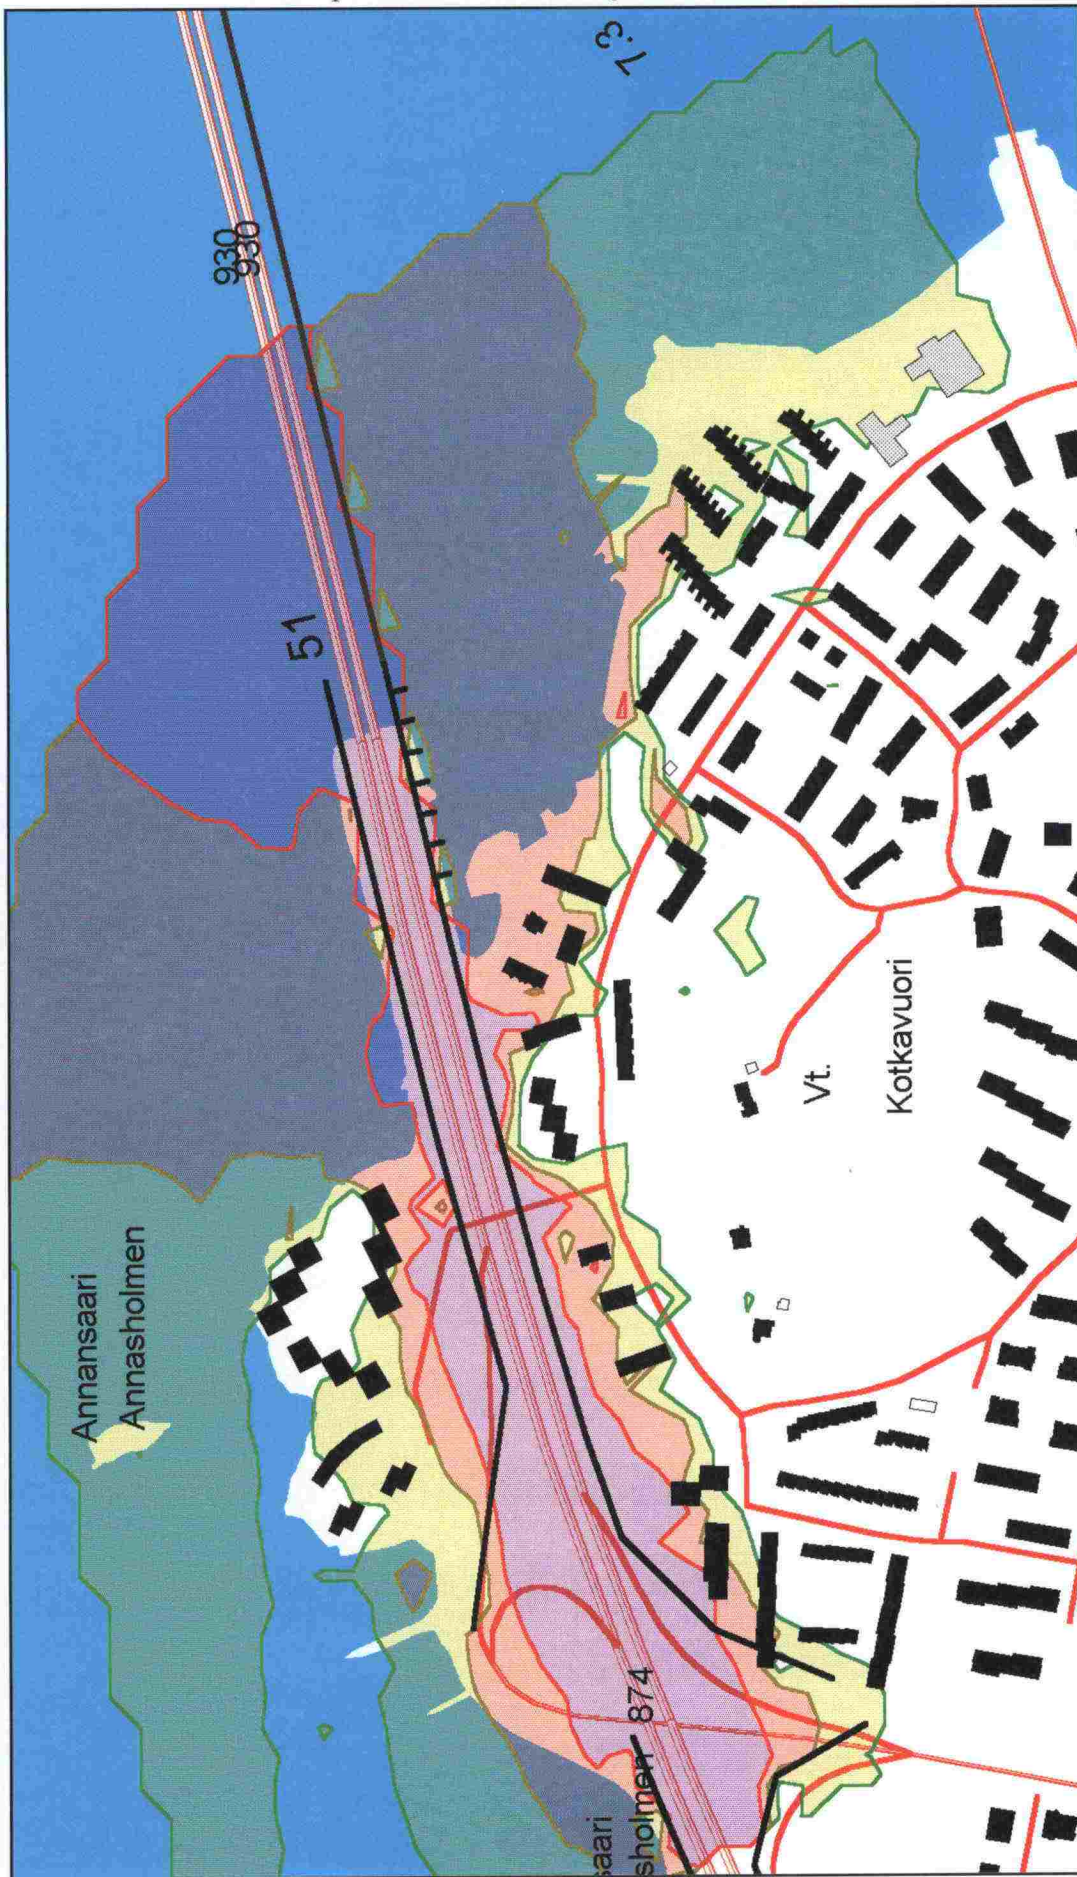 7.3
930
930
51
Annansaari
Annasholmen
Vt.
Kotkavuori
874
saari
sholmen